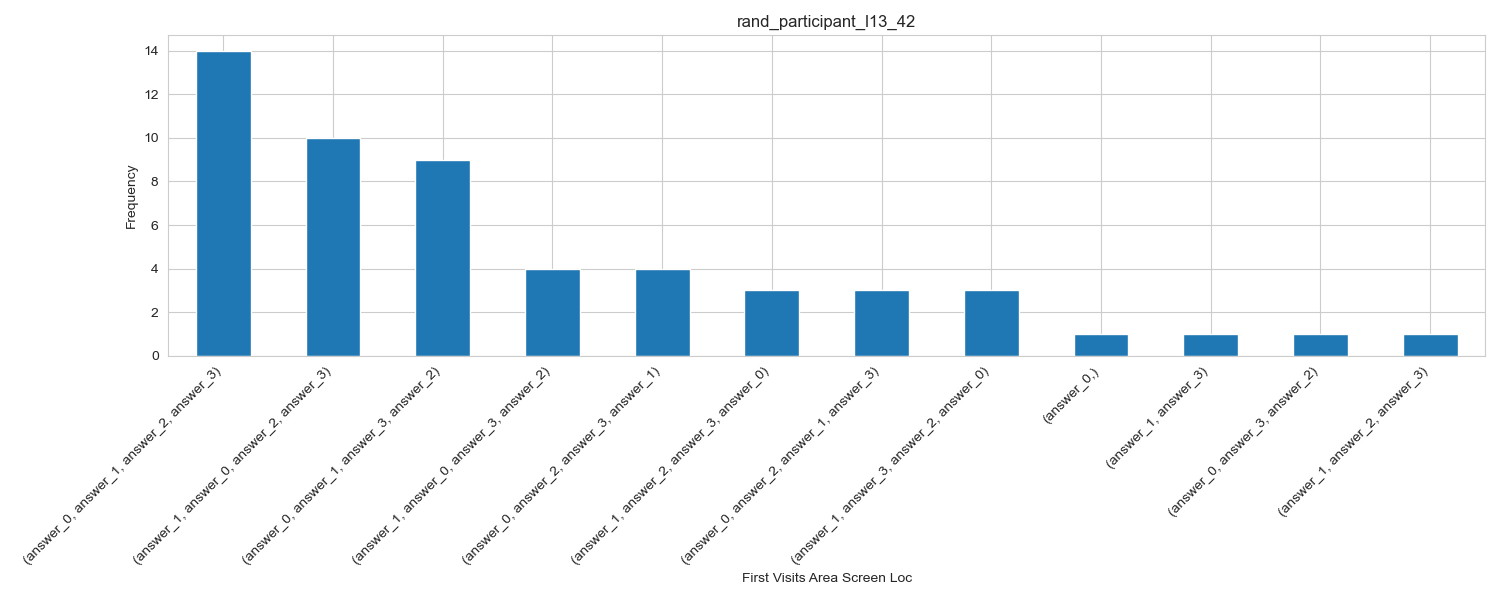 rand_participant_l13_42
Frequency
14
12
10
8
6
4
2
0
(answer_0, answer_1, answer_2, answer_3)
(answer_1, answer_0, answer_2, answer_3)
(answer_0, answer_1, answer_3, answer_2)
(answer_1, answer_0, answer_3, answer_2)
(answer_0, answer_2, answer_3, answer_1)
(answer_1, answer_2, answer_3, answer_0)
(answer_0, answer_2, answer_1, answer_3)
(answer_1, answer_3, answer_2, answer_0)
(answer_0,)
(answer_1, answer_3)
(answer_0, answer_3, answer_2)
(answer_1, answer_2, answer_3)
First Visits Area Screen Loc